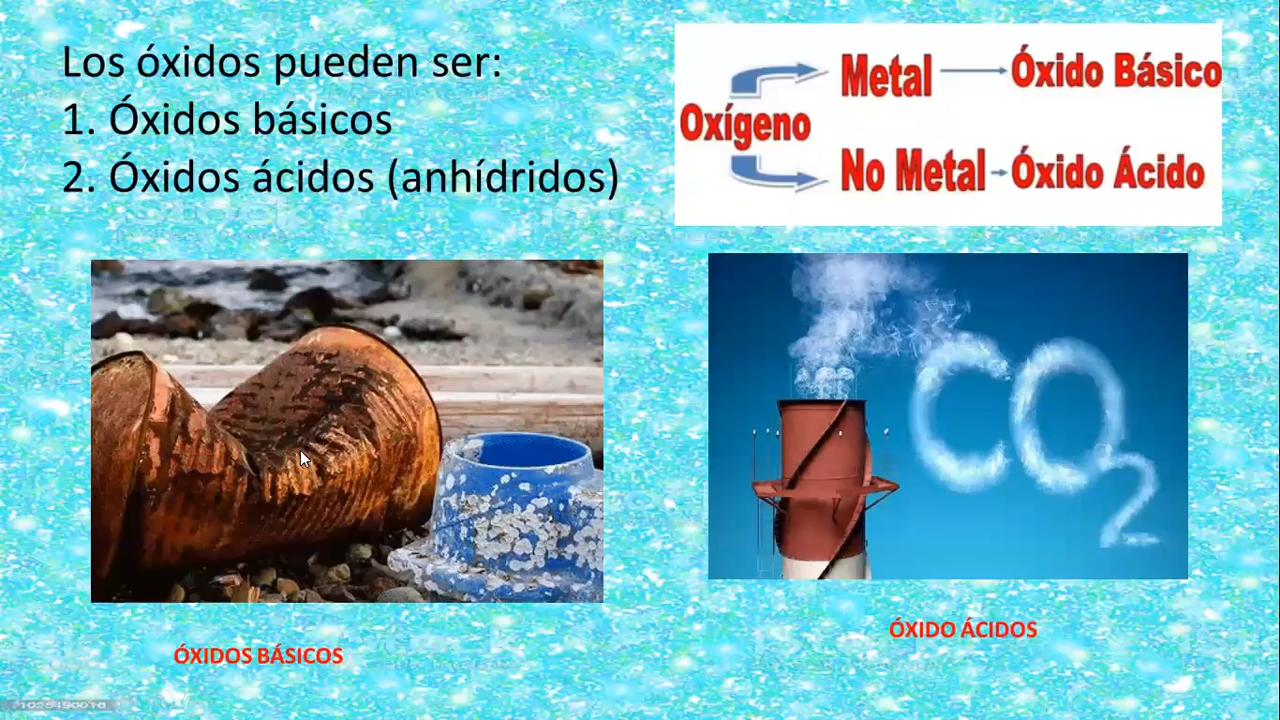 Los óxidos pueden ser:
1. Óxidos básicos
2. Óxidos ácidos (anhídridos)
Oxígeno
Metal
Óxido Básico
No Metal
Óxido Ácido
CO2
ÓXIDO ÁCIDOS
ÓXIDOS BÁSICOS